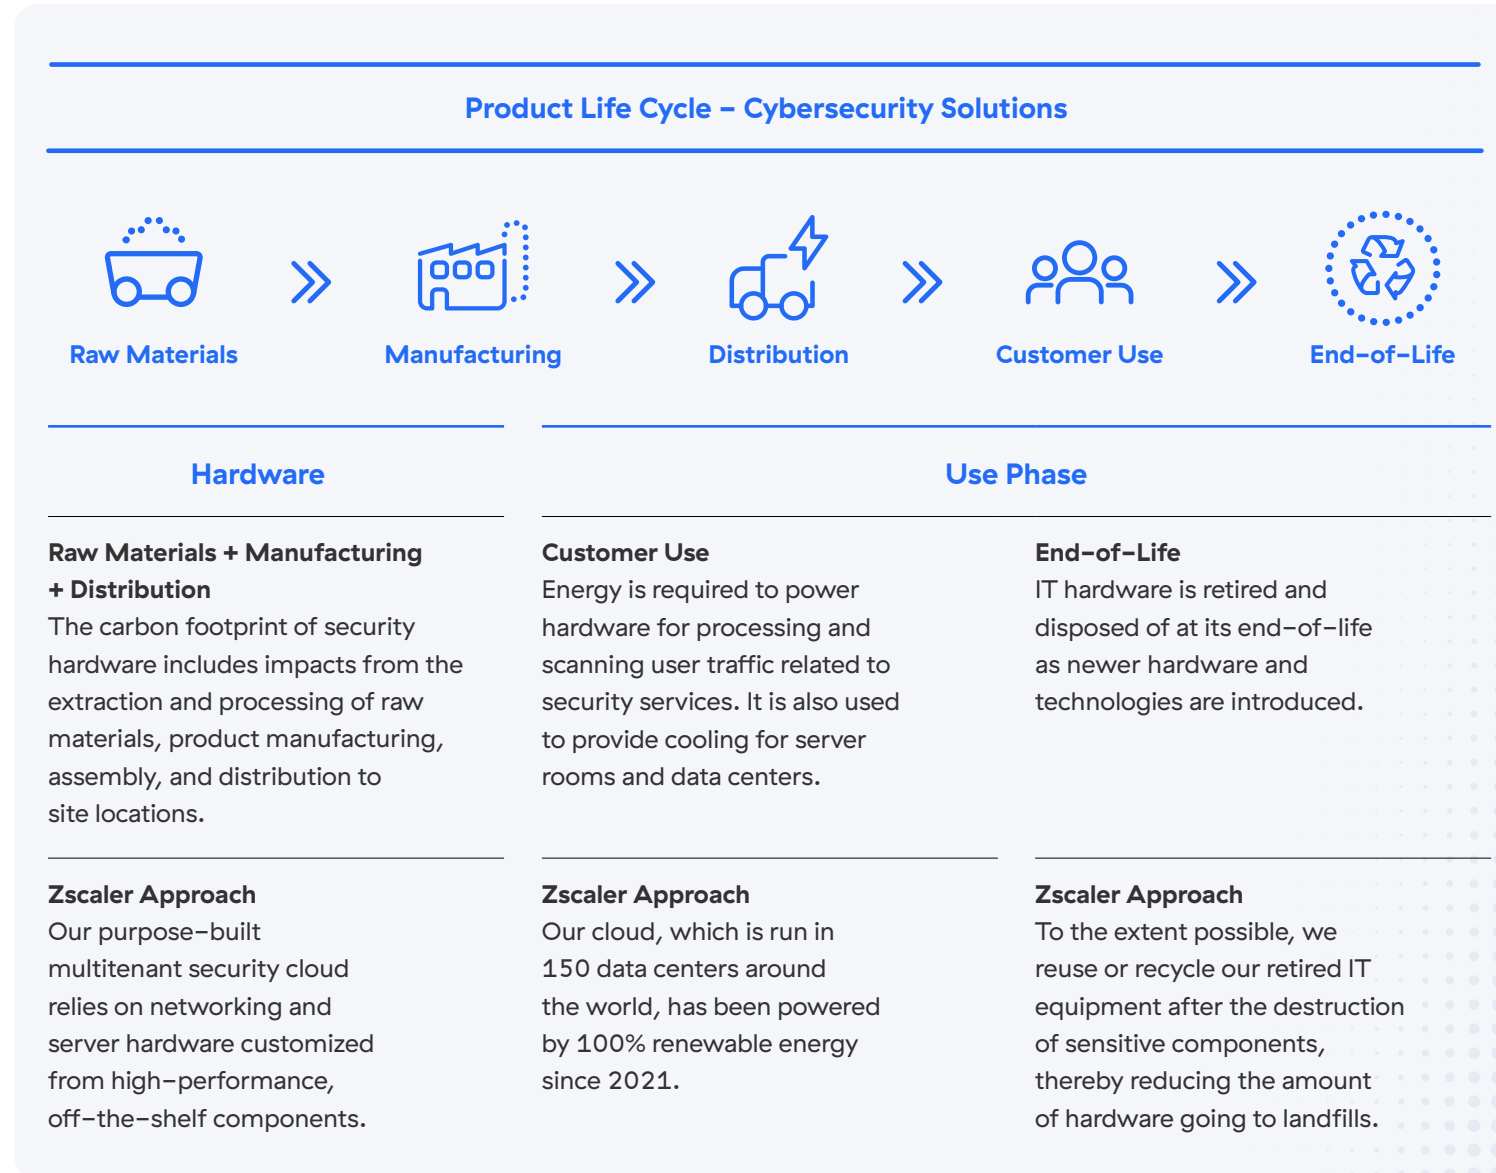 Product Life Cycle – Cybersecurity Solutions
Raw Materials
Manufacturing
Distribution
Customer Use
End–of–Life
Hardware
Use Phase
Raw Materials + Manufacturing
+ Distribution
The carbon footprint of security
hardware includes impacts from the
extraction and processing of raw
materials, product manufacturing,
assembly, and distribution to
site locations.
Customer Use
Energy is required to power
hardware for processing and
scanning user traffic related to
security services. It is also used
to provide cooling for server
rooms and data centers.
End–of–Life
IT hardware is retired and
disposed of at its end–of–life
as newer hardware and
technologies are introduced.
Zscaler Approach
Our purpose–built
multitenant security cloud
relies on networking and
server hardware customized
from high–performance,
off–the–shelf components.
Zscaler Approach
Our cloud, which is run in
150 data centers around
the world, has been powered
by 100% renewable energy
since 2021.
Zscaler Approach
To the extent possible, we
reuse or recycle our retired IT
equipment after the destruction
of sensitive components,
thereby reducing the amount
of hardware going to landfills.